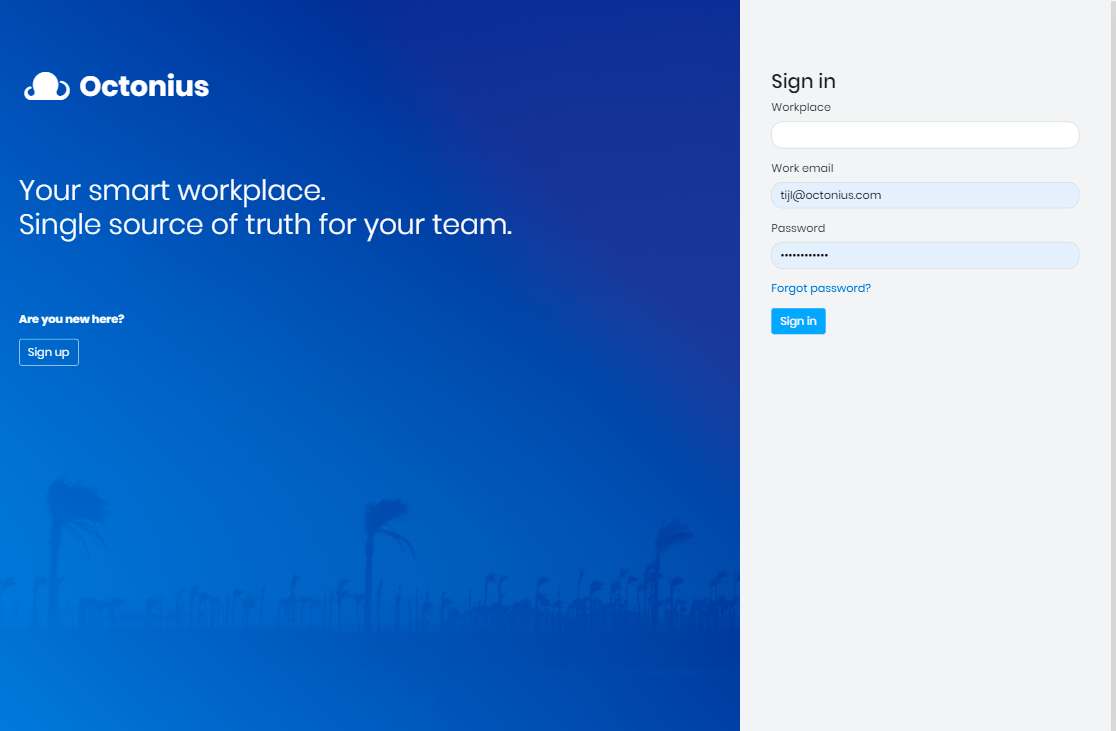 Octonius
Your smart workplace.
Single source of truth for your team.
Are you new here?
Sign up
Sign in
Workplace
Work email
tijl@octonius.com
Password
••••••••••••
Forgot password?
Sign in